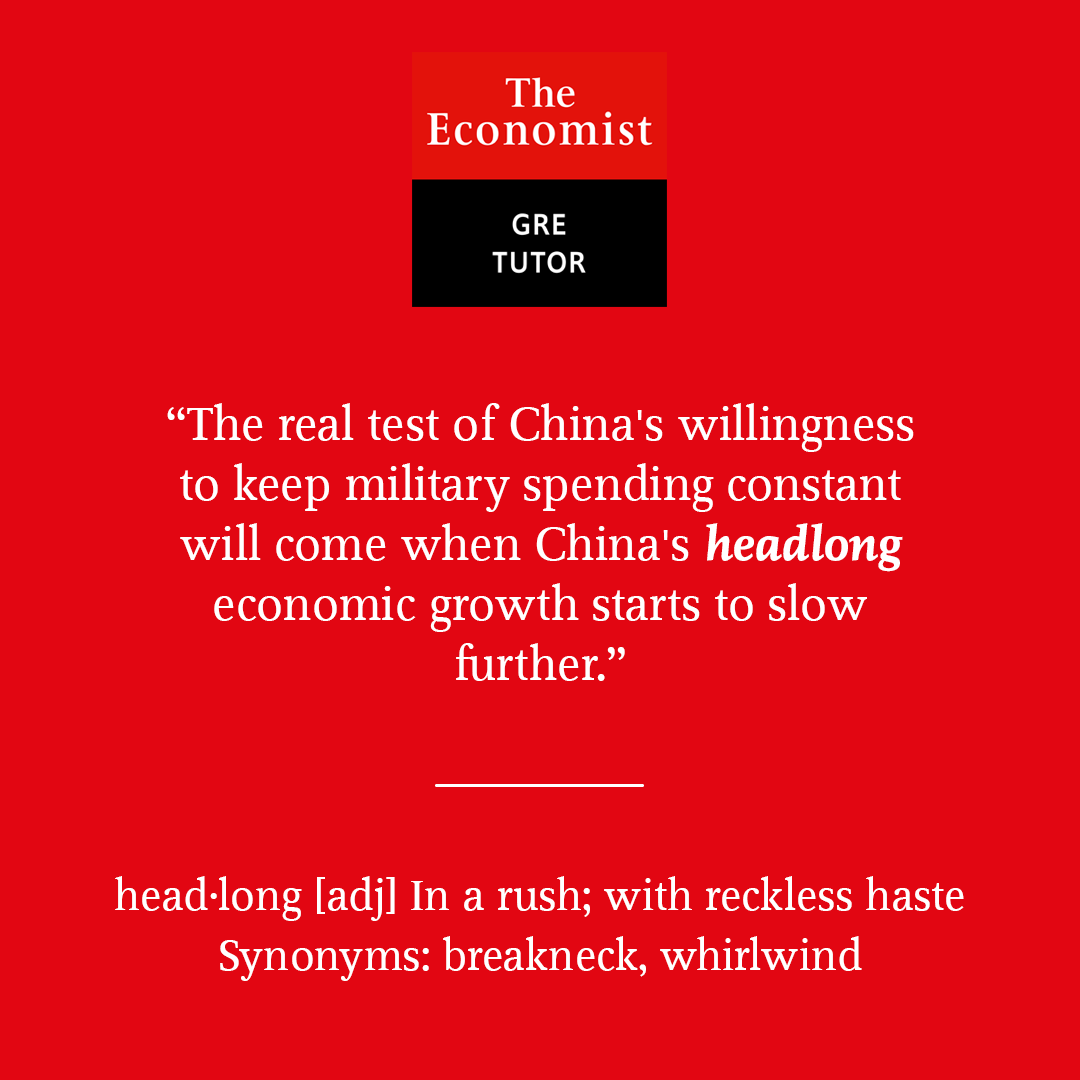 The
Economist
GRE
TUTOR
“The real test of China's willingness
to keep military spending constant
will come when China's headlong
economic growth starts to slow
further.”
head·long [adj] In a rush; with reckless haste
Synonyms: breakneck, whirlwind